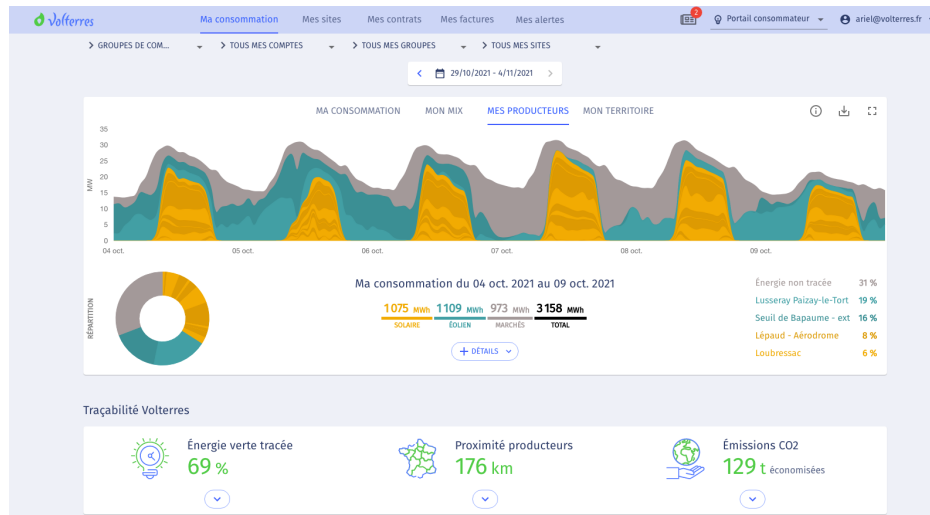 Volterres
Ma consommation Mes sites Mes contrats Mes factures Mes alertes 2 Portail consommateur ariel@volterres.fr
GROUPES DE COM... TOUS MES COMPTES TOUS MES GROUPES TOUS MES SITES
29/10/2021 - 4/11/2021
MA CONSOMMATION MON MIX MES PRODUCTEURS MON TERRITOIRE
35
30
25
20
15
10
5
0
MW
04 oct. 05 oct. 06 oct. 07 oct. 08 oct. 09 oct.
RÉPARTITION
Ma consommation du 04 oct. 2021 au 09 oct. 2021
1 075 MWh 1 109 MWh 973 MWh 3 158 MWh
SOLAIRE ÉOLIEN MARCHÉS TOTAL
+ DÉTAILS
Énergie non tracée 31 %
Lusseray Paizay-le-Tort 19 %
Seuil de Bapaume - ext 16 %
Lépaud - Aérodrome 8 %
Loubressac 6 %
Traçabilité Volterres
Énergie verte tracée
69 %
Proximité producteurs
176 km
Émissions CO2
129 t économisées